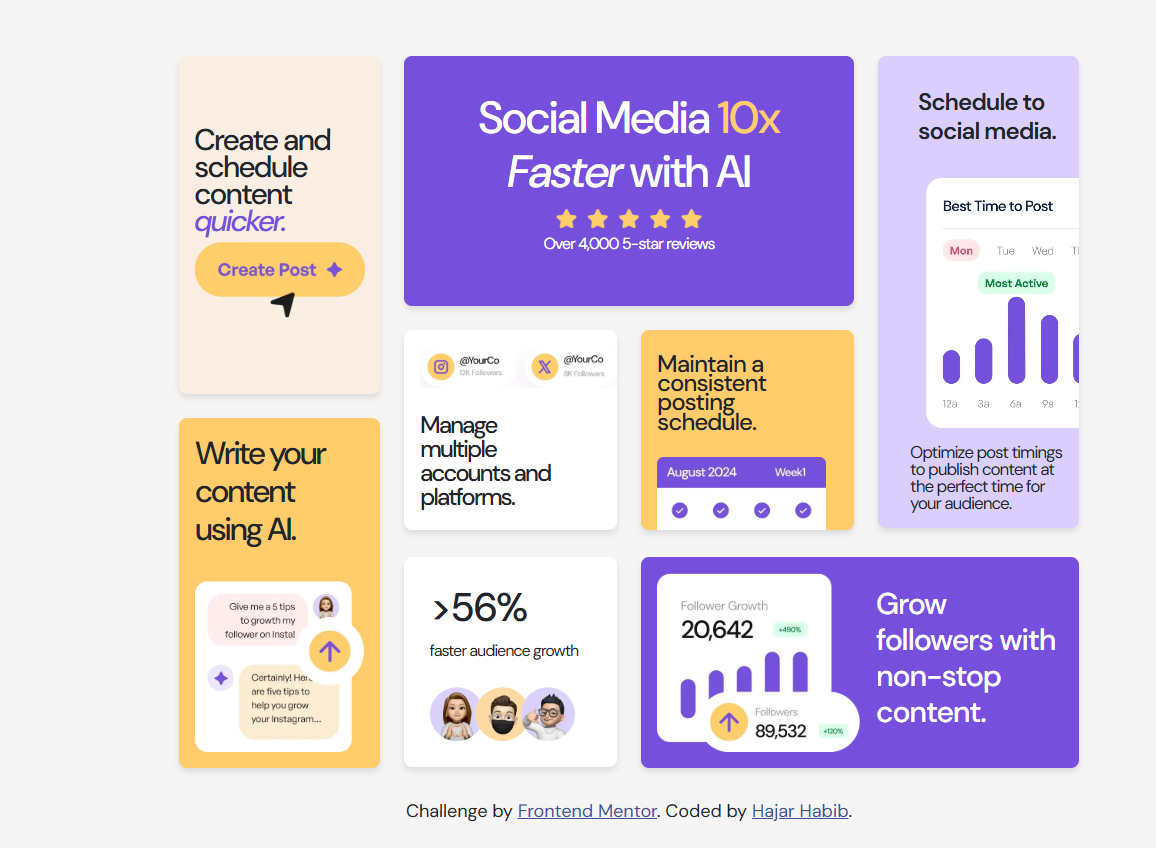 Create and
schedule
content
quicker.
Create Post
Social Media 10x
Faster with AI
Over 4,000 5-star reviews
Schedule to
social media.
Best Time to Post
Mon Tue Wed
Most Active
12a 3a 6a 9a
Optimize post timings
to publish content at
the perfect time for
your audience.
@YourCo
12K Followers
@YourCo
8K Followers
Manage
multiple
accounts and
platforms.
Maintain a
consistent
posting
schedule.
August 2024 Week1
Write your
content
using AI.
Give me a 5 tips
to growth my
follower on Insta!
Certainly! Here
are five tips to
help you grow
your Instagram...
>56%
faster audience growth
Follower Growth
20,642 +490%
Followers
89,532 +120%
Grow
followers with
non-stop
content.
Challenge by Frontend Mentor. Coded by Hajar Habib.